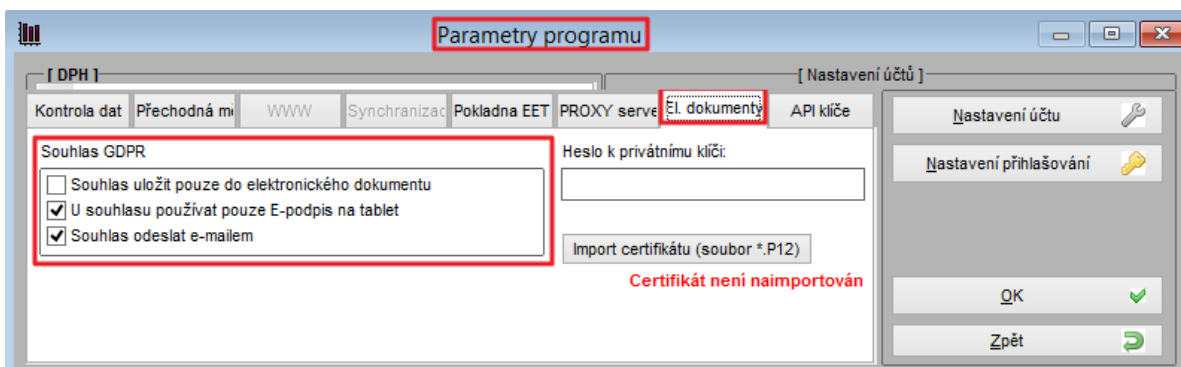 Parametry programu
[ DPH ]
[ Nastavení účtů ]
Kontrola dat Přechodná mě WWW Synchronizac Pokladna EET PROXY serve El. dokumenty API klíče
Souhlas GDPR
Souhlas uložit pouze do elektronického dokumentu
U souhlasu používat pouze E-podpis na tablet
Souhlas odeslat e-mailem
Heslo k privátnímu klíči:
Import certifikátu (soubor *.P12)
Certifikát není naimportován
Nastavení účtu
Nastavení přihlašování
OK
Zpět